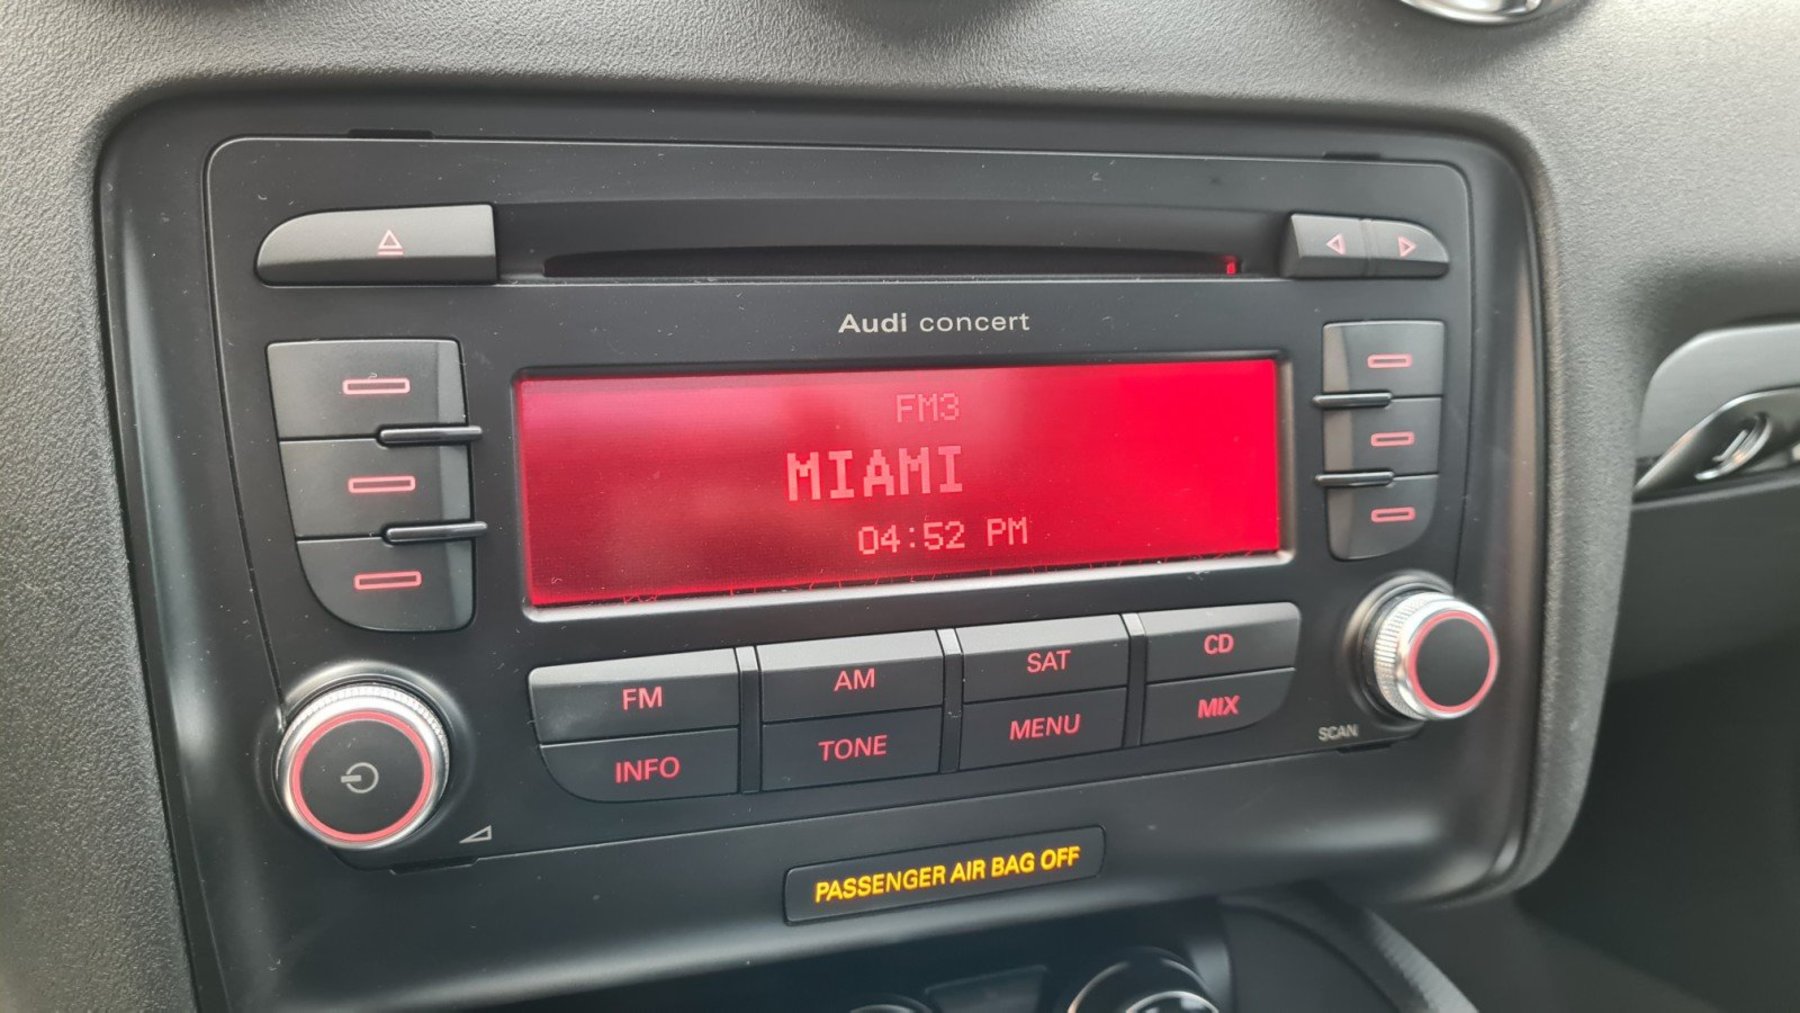 Audi concert
FM3
MIAMI
04:52 PM
FM
AM
SAT
CD
INFO
TONE
MENU
MIX
SCAN
PASSENGER AIR BAG OFF